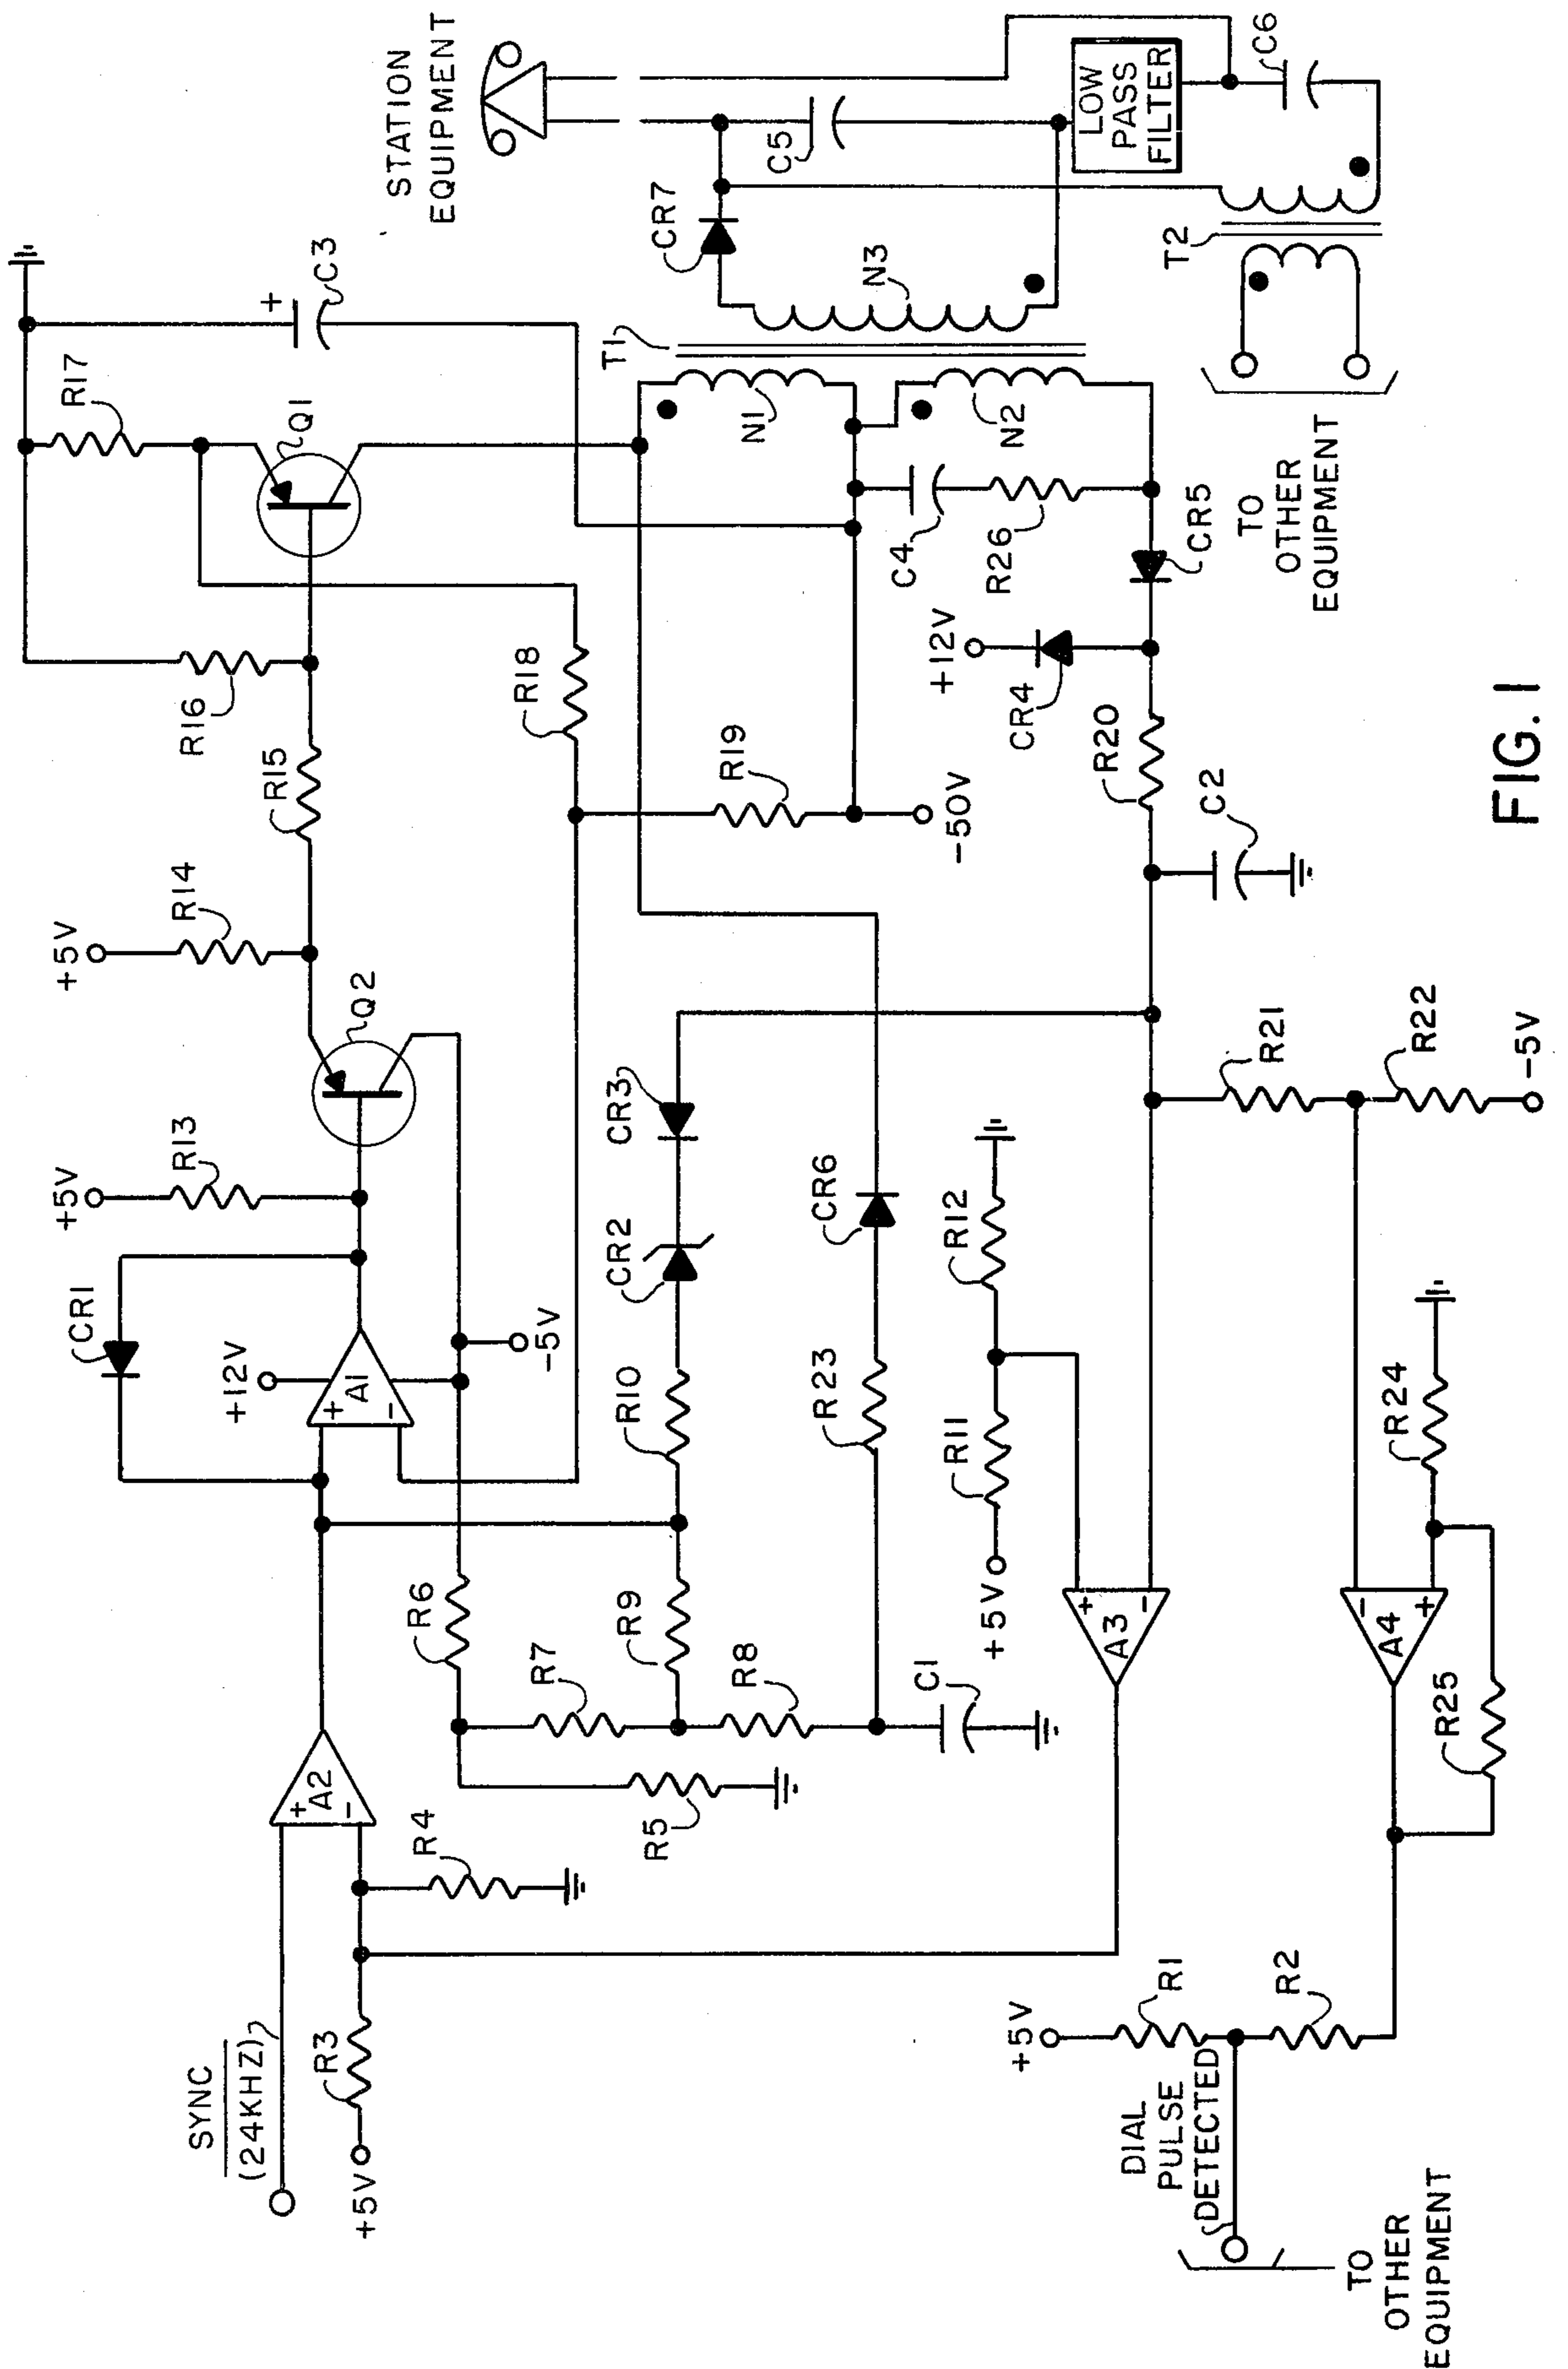 STATION
EQUIPMENT
LOW
PASS
FILTER
C6
C5
CR7
N3
T2
T1
C3
+
R17
Q1
N1
N2
C4
R26
CR5
TO
OTHER
EQUIPMENT
+12V
CR4
R16
R15
R18
R19
-50V
R20
C2
+5V
R14
Q2
+5V
R13
CR1
+12V
A1
+
-
-5V
CR3
CR2
R10
CR6
R23
R12
R11
+5V
R21
R22
-5V
R6
R7
R9
R8
C1
R5
R4
A2
+
-
A3
+
-
A4
-
+
R24
R25
SYNC
(24KHZ)
R3
+5V
+5V
R1
R2
DIAL
PULSE
DETECTED
TO
OTHER
EQUIPMENT
FIG. 1